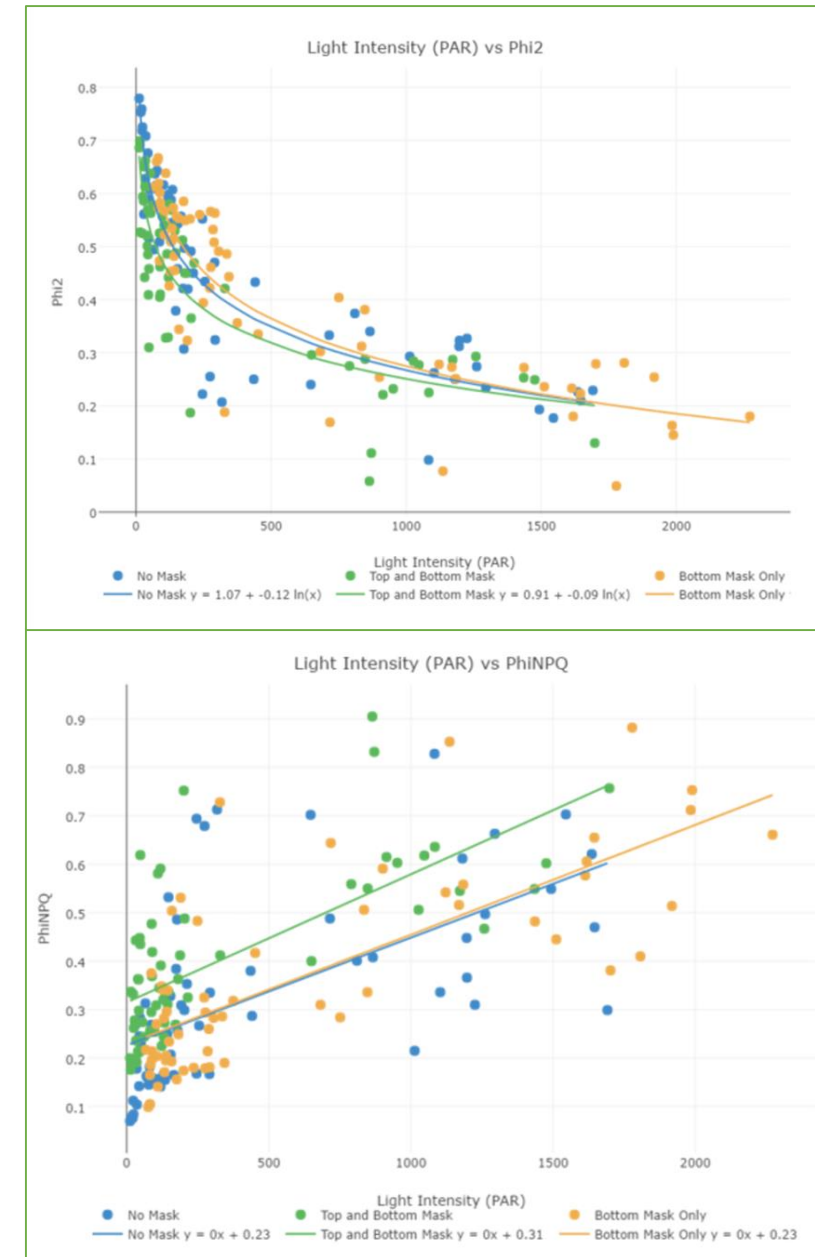 Light Intensity (PAR) vs Phi2
0.8
0.7
0.6
0.5
0.4
0.3
0.2
0.1
0
Phi2
0 500 1000 1500 2000
Light Intensity (PAR)
No Mask Top and Bottom Mask Bottom Mask Only
No Mask y = 1.07 + -0.12 ln(x) Top and Bottom Mask y = 0.91 + -0.09 ln(x) Bottom Mask Only
Light Intensity (PAR) vs PhiNPQ
0.9
0.8
0.7
0.6
0.5
0.4
0.3
0.2
0.1
PhiNPQ
0 500 1000 1500 2000
Light Intensity (PAR)
No Mask Top and Bottom Mask Bottom Mask Only
No Mask y = 0x + 0.23 Top and Bottom Mask y = 0x + 0.31 Bottom Mask Only y = 0x + 0.23